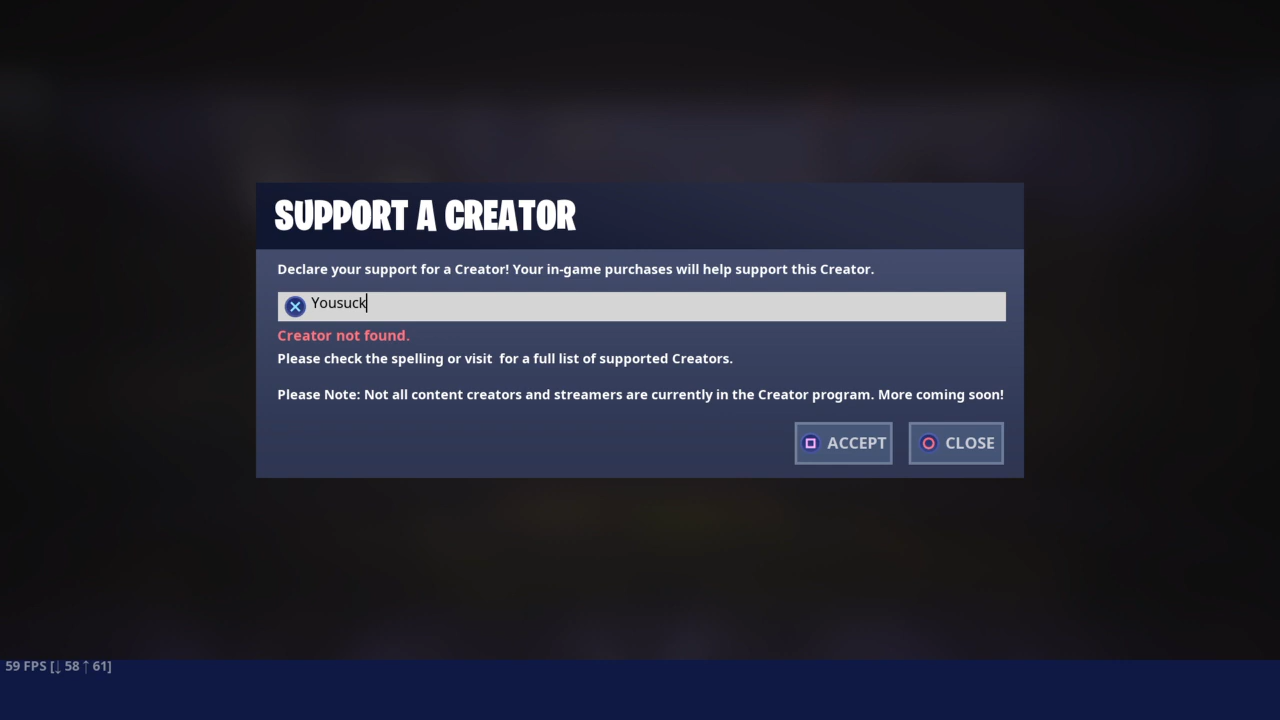 SUPPORT A CREATOR
Declare your support for a Creator! Your in-game purchases will help support this Creator.
Yousuck
Creator not found.
Please check the spelling or visit  for a full list of supported Creators.
Please Note: Not all content creators and streamers are currently in the Creator program. More coming soon!
ACCEPT CLOSE
59 FPS [↓ 58 ↑ 61]